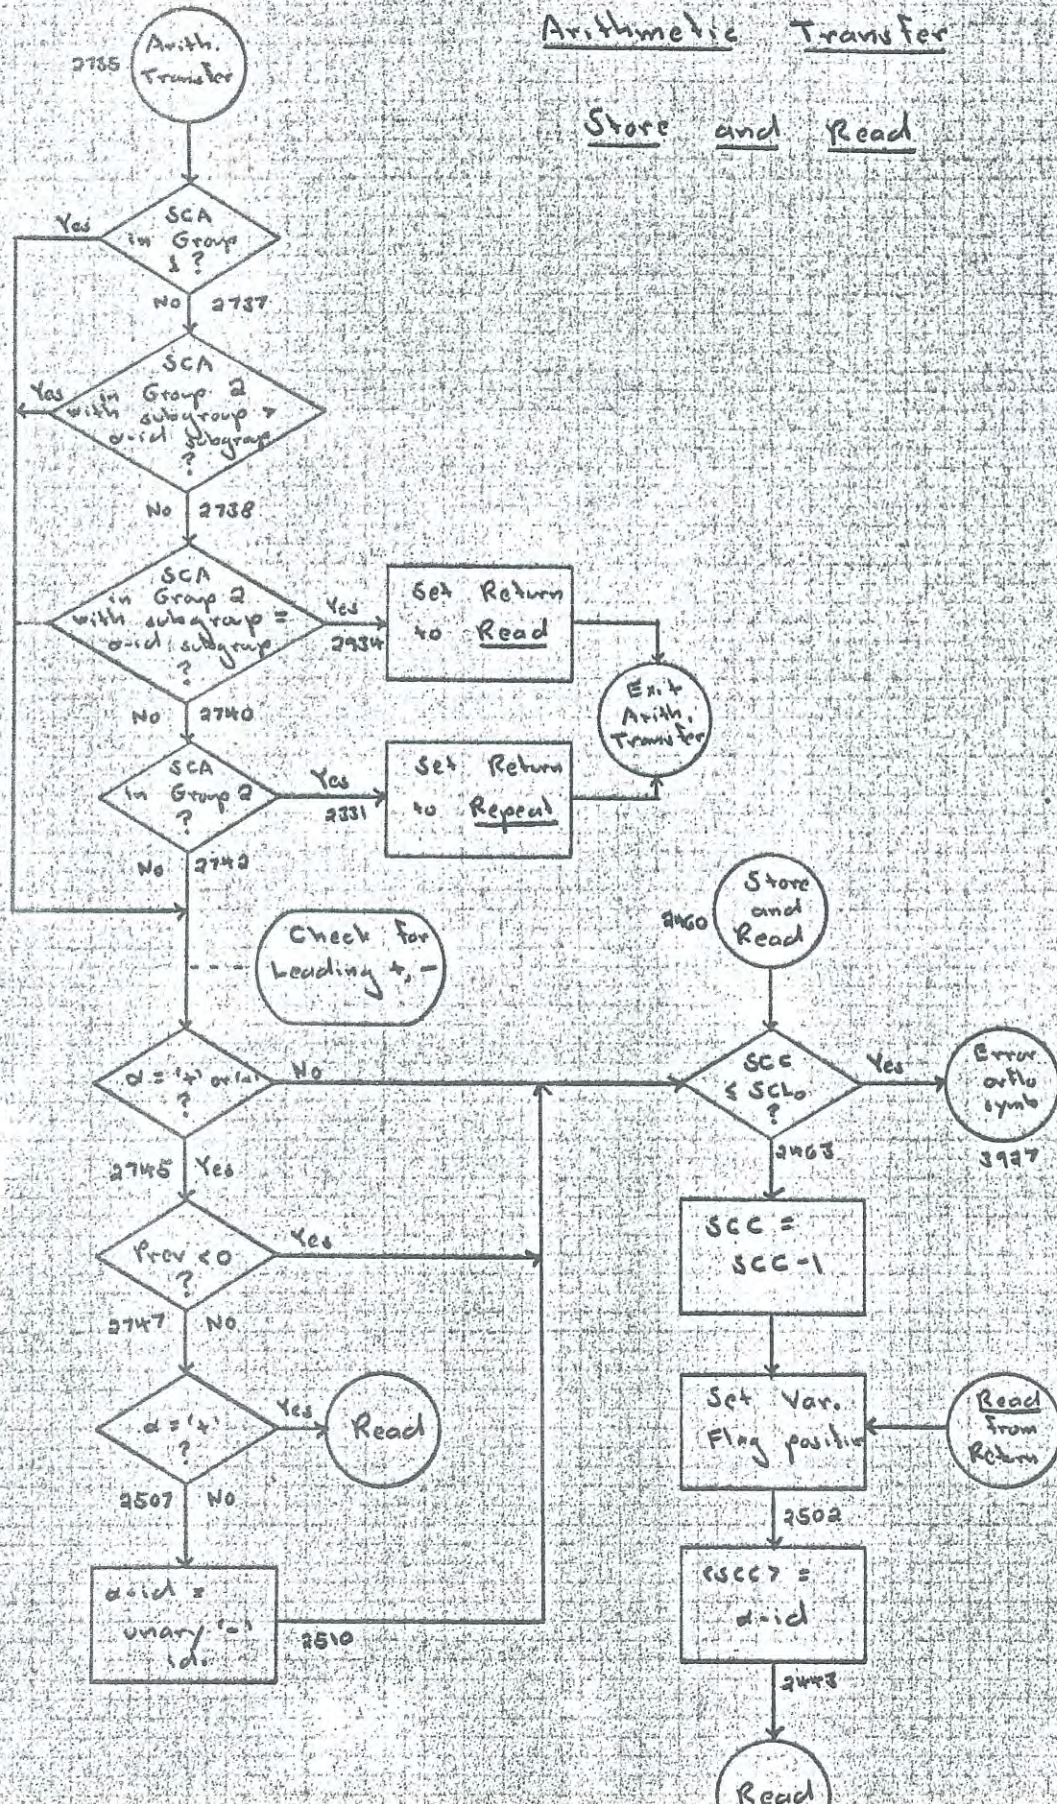 Arithmetic Transfer
Store and Read
Arith.
Transfer
2735
SCA
in Group
1 ?
Yes
No
2737
SCA
in Group 2
with subgroup >
α-id subgroup
?
Yes
No
2738
SCA
in Group 2
with subgroup =
α-id subgroup
?
Yes
2934
Set Return
to Read
Exit
Arith.
Transfer
No
2740
SCA
in Group 2
?
Yes
2331
Set Return
to Repeat
No
2742
Check for
Leading +, -
α = '+' or '-'
?
No
2745
Yes
Prev < 0
?
Yes
2747
No
α = '+'
?
Yes
Read
2507
No
α-id =
unary '-'
id.
2510
Store
and
Read
2460
SCC
≤ SCL₀
?
Yes
Error
symb
3927
2463
SCC =
SCC -1
Set Var.
Flag positive
Read
from
Return
2502
<SCC> =
α-id
2443
Read